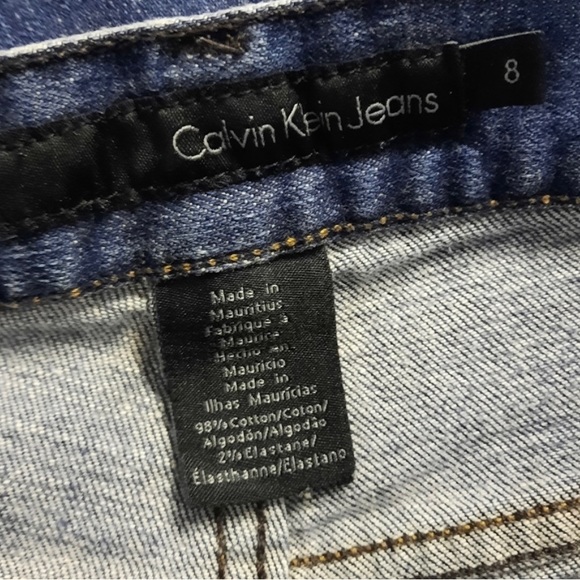 Calvin Klein Jeans
8
Made in
Mauritius
Fabriqué à
Maurice
Hecho en
Mauricio
Made in
Ilhas Maurícias
98% Cotton/Coton/
Algodón/Algodão
2% Elastane/
Élasthanne/Elastano